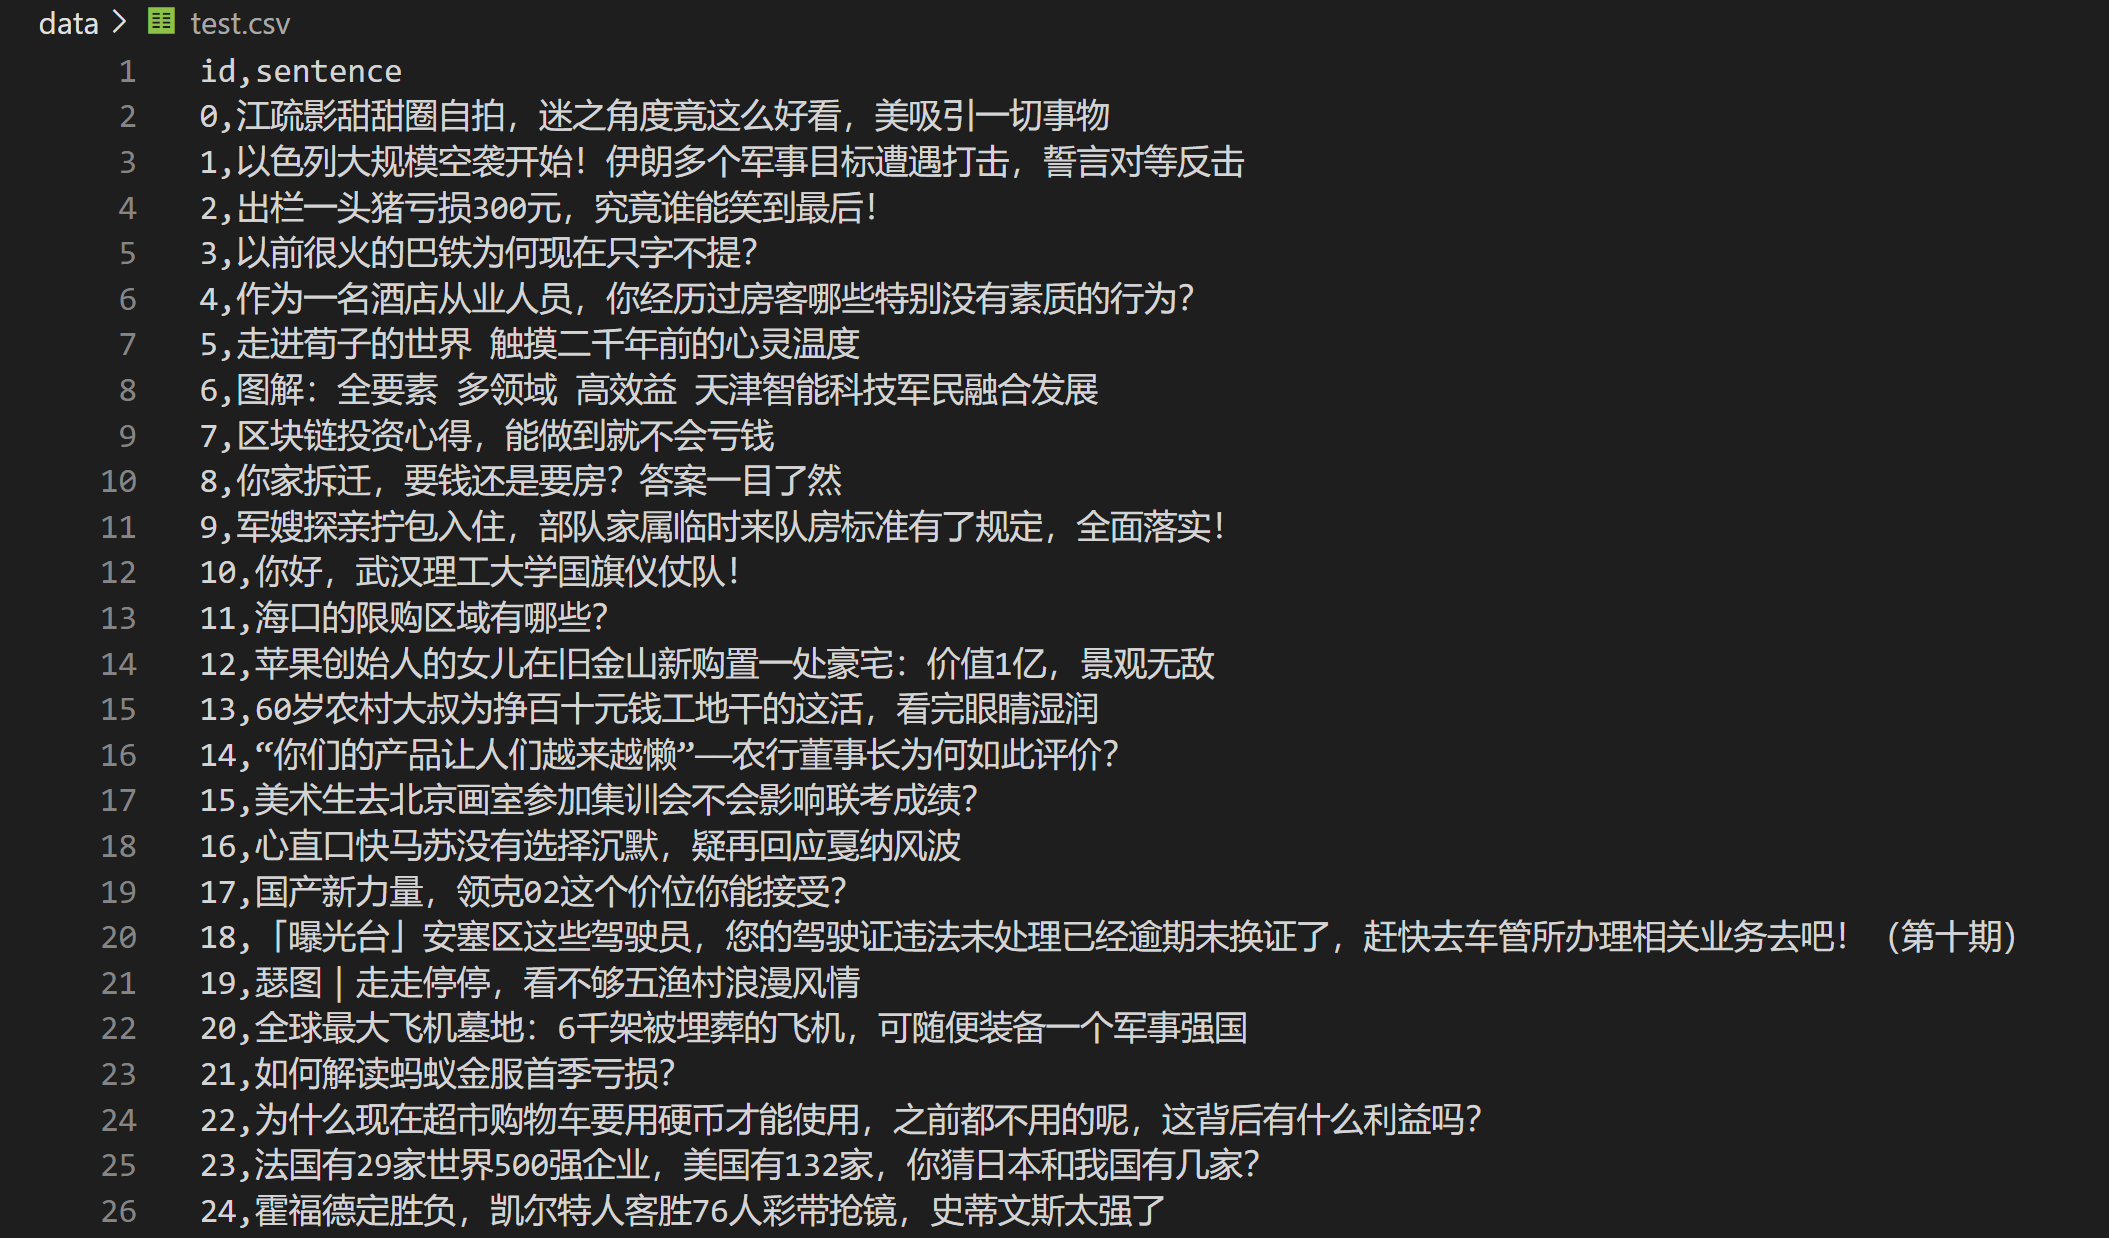 data > test.csv
1 id,sentence
2 0,江疏影甜甜圈自拍，迷之角度竟这么好看，美吸引一切事物
3 1,以色列大规模空袭开始！伊朗多个军事目标遭遇打击，誓言对等反击
4 2,出栏一头猪亏损300元，究竟谁能笑到最后！
5 3,以前很火的巴铁为何现在只字不提？
6 4,作为一名酒店从业人员，你经历过房客哪些特别没有素质的行为？
7 5,走进荀子的世界 触摸二千年前的心灵温度
8 6,图解：全要素 多领域 高效益 天津智能科技军民融合发展
9 7,区块链投资心得，能做到就不会亏钱
10 8,你家拆迁，要钱还是要房？答案一目了然
11 9,军嫂探亲拧包入住，部队家属临时来队房标准有了规定，全面落实！
12 10,你好，武汉理工大学国旗仪仗队！
13 11,海口的限购区域有哪些？
14 12,苹果创始人的女儿在旧金山新购置一处豪宅：价值1亿，景观无敌
15 13,60岁农村大叔为挣百十元钱工地干的这活，看完眼睛湿润
16 14,“你们的产品让人们越来越懒”—农行董事长为何如此评价？
17 15,美术生去北京画室参加集训会不会影响联考成绩？
18 16,心直口快马苏没有选择沉默，疑再回应戛纳风波
19 17,国产新力量，领克02这个价位你能接受？
20 18,「曝光台」安塞区这些驾驶员，您的驾驶证违法未处理已经逾期未换证了，赶快去车管所办理相关业务去吧！（第十期）
21 19,瑟图｜走走停停，看不够五渔村浪漫风情
22 20,全球最大飞机墓地：6千架被埋葬的飞机，可随便装备一个军事强国
23 21,如何解读蚂蚁金服首季亏损？
24 22,为什么现在超市购物车要用硬币才能使用，之前都不用的呢，这背后有什么利益吗？
25 23,法国有29家世界500强企业，美国有132家，你猜日本和我国有几家？
26 24,霍福德定胜负，凯尔特人客胜76人彩带抢镜，史蒂文斯太强了